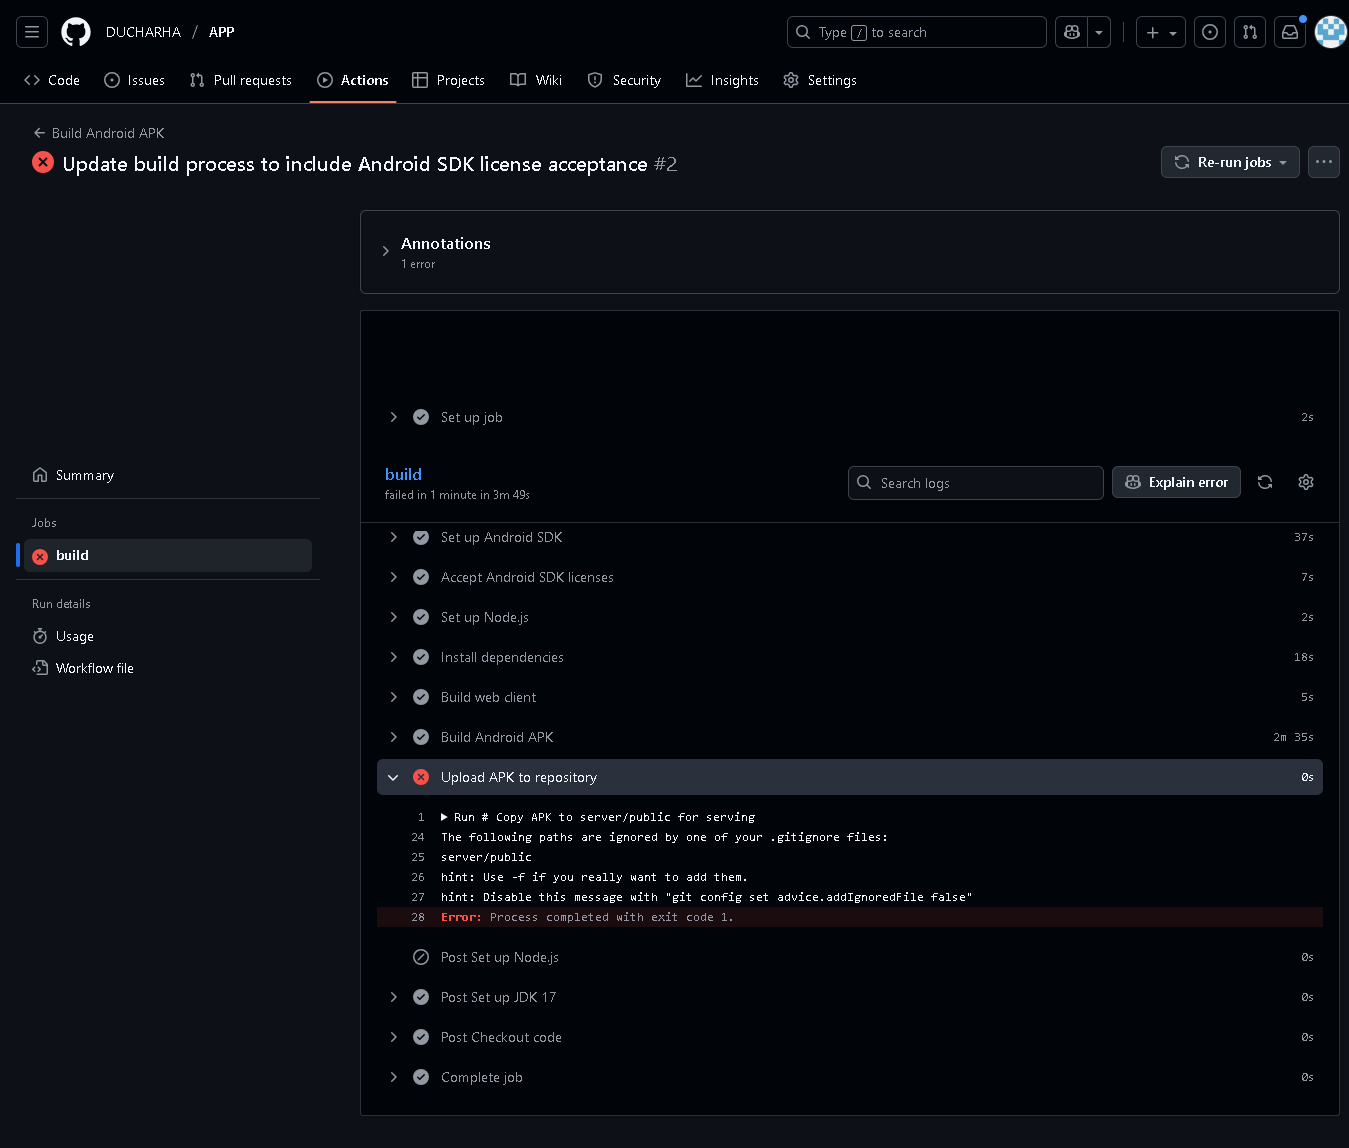 DUCHARHA / APP
Type / to search
Code
Issues
Pull requests
Actions
Projects
Wiki
Security
Insights
Settings
Build Android APK
Update build process to include Android SDK license acceptance #2
Re-run jobs
Annotations
1 error
Set up job 2s
Summary
Jobs
build
Run details
Usage
Workflow file
build
failed in 1 minute in 3m 49s
Search logs
Explain error
Set up Android SDK 37s
Accept Android SDK licenses 7s
Set up Node.js 2s
Install dependencies 18s
Build web client 5s
Build Android APK 2m 35s
Upload APK to repository 0s
1 Run # Copy APK to server/public for serving
24 The following paths are ignored by one of your .gitignore files:
25 server/public
26 hint: Use -f if you really want to add them.
27 hint: Disable this message with "git config set advice.addIgnoredFile false"
28 Error: Process completed with exit code 1.
Post Set up Node.js 0s
Post Set up JDK 17 0s
Post Checkout code 0s
Complete job 0s